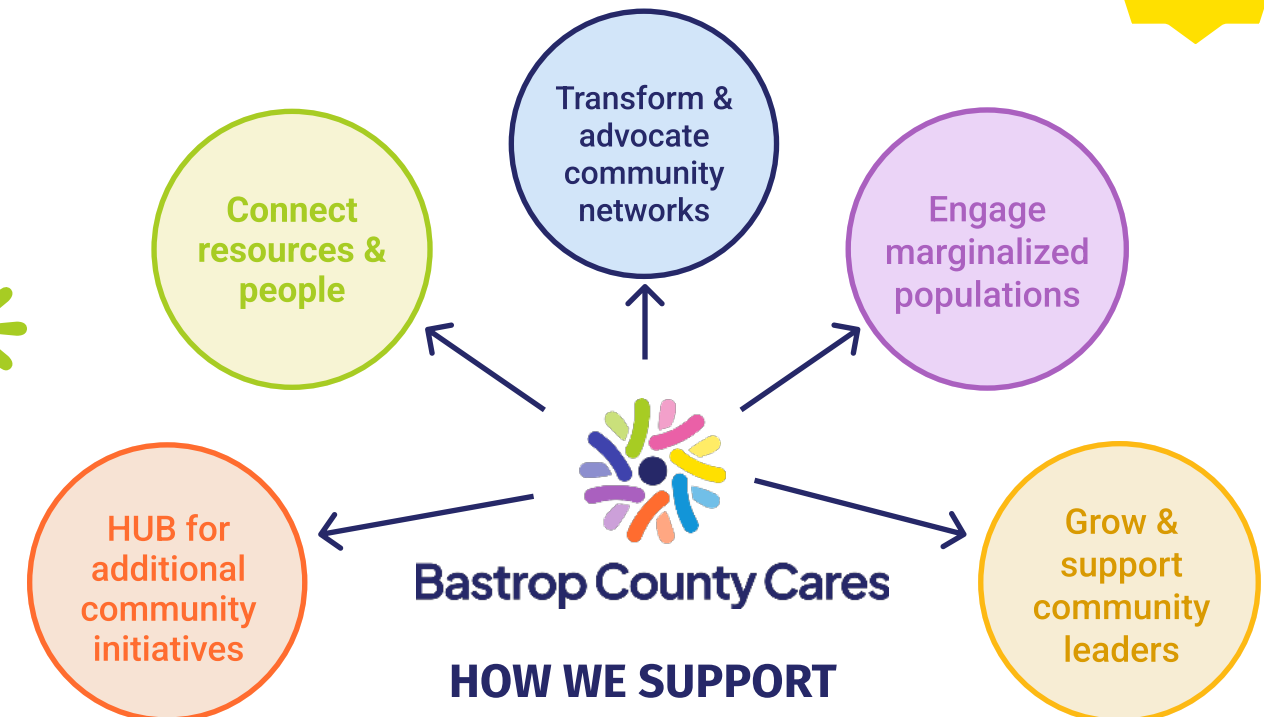 Transform &
advocate
community
networks
Connect
resources &
people
Engage
marginalized
populations
HUB for
additional
community
initiatives
Grow &
support
community
leaders
Bastrop County Cares
HOW WE SUPPORT